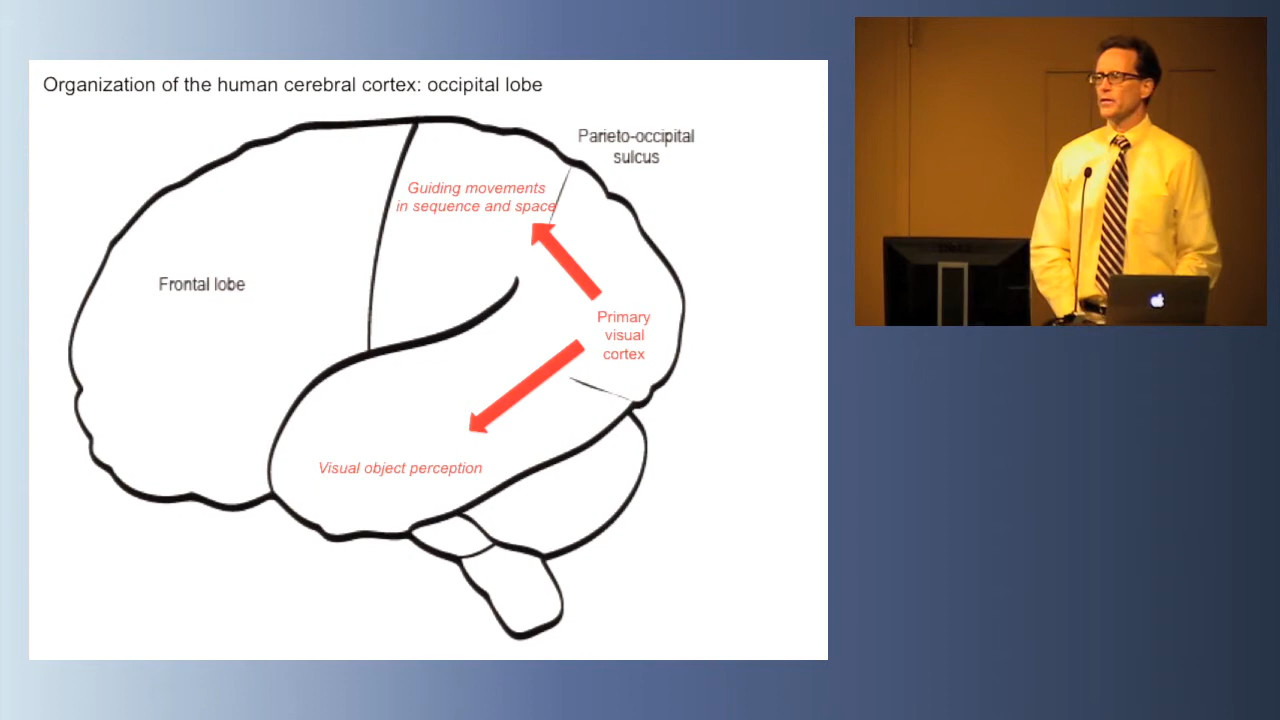 Organization of the human cerebral cortex: occipital lobe
Parieto-occipital
sulcus
Guiding movements
in sequence and space
Frontal lobe
Primary
visual
cortex
Visual object perception